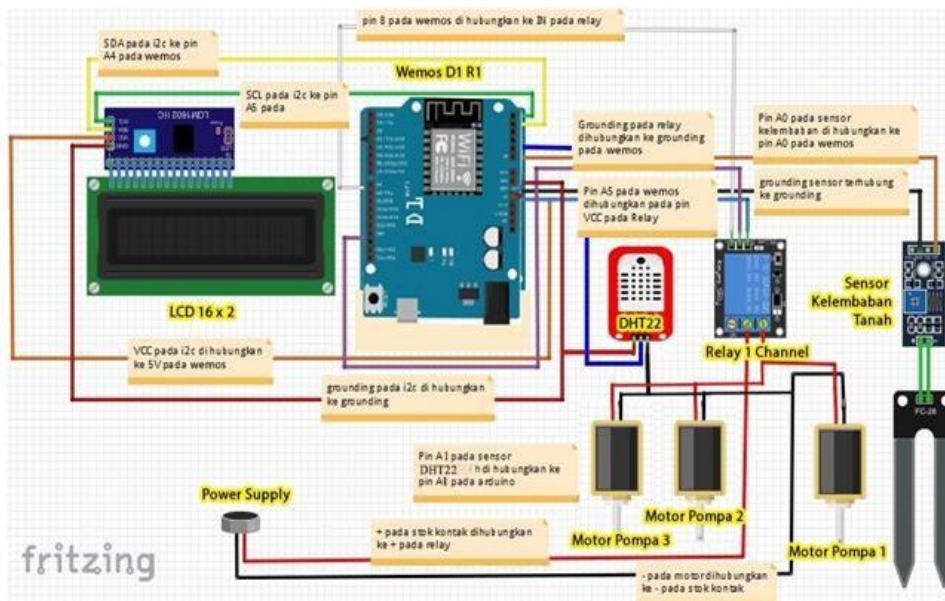 pin 8 pada wemos di hubungkan ke IN pada relay
SDA pada i2c ke pin
A4 pada wemos
Wemos D1 R1
SCL pada i2c ke pin
A5 pada
LCM1602 IIC
WiFi
D1
Grounding pada relay
dihubungkan ke grounding
pada wemos
Pin A0 pada sensor
kelembaban di hubungkan ke
pin A0 pada wemos
grounding sensor terhubung
ke grounding
Pin A5 pada wemos
dihubungkan pada pin
VCC pada Relay
LCD 16 x 2
DHT22
Relay 1 Channel
Sensor
Kelembaban
Tanah
VCC pada i2c di hubungkan
ke 5V pada wemos
grounding pada i2c di hubungkan
ke grounding
FC-28
Pin A1 pada sensor
DHT22 di hubungkan ke
pin A1 pada arduino
Power Supply
Motor Pompa 2
Motor Pompa 3
Motor Pompa 1
+ pada stok kontak dihubungkan
ke + pada relay
- pada motor dihubungkan
ke - pada stok kontak
fritzing